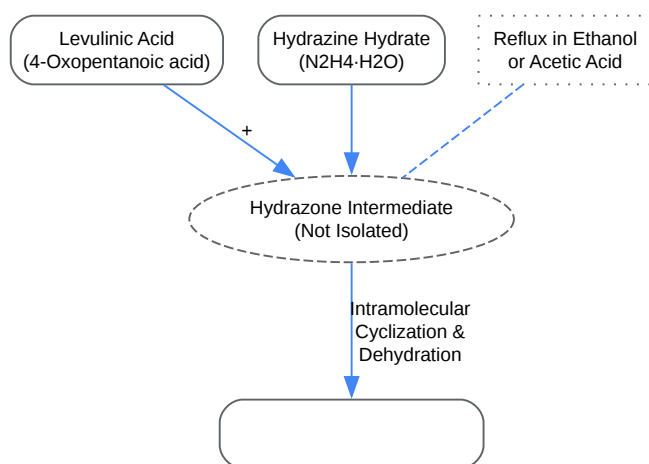 Levulinic Acid
(4-Oxopentanoic acid)
Hydrazine Hydrate
(N2H4·H2O)
Reflux in Ethanol
or Acetic Acid
+
Hydrazone Intermediate
(Not Isolated)
Intramolecular
Cyclization &
Dehydration